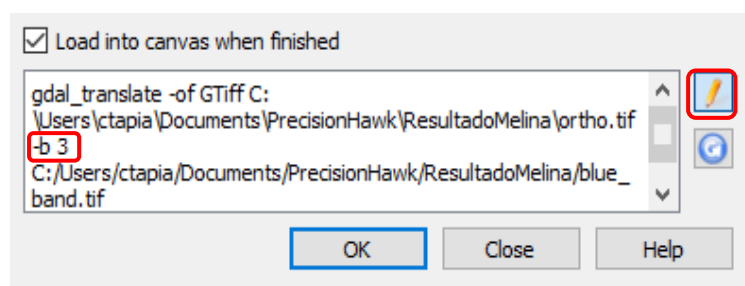 Load into canvas when finished
gdal_translate -of GTiff C:
\Users\ctapia\Documents\PrecisionHawk\ResultadoMelina\ortho.tif
-b 3
C:/Users/ctapia/Documents/PrecisionHawk/ResultadoMelina/blue_
band.tif
OK Close Help